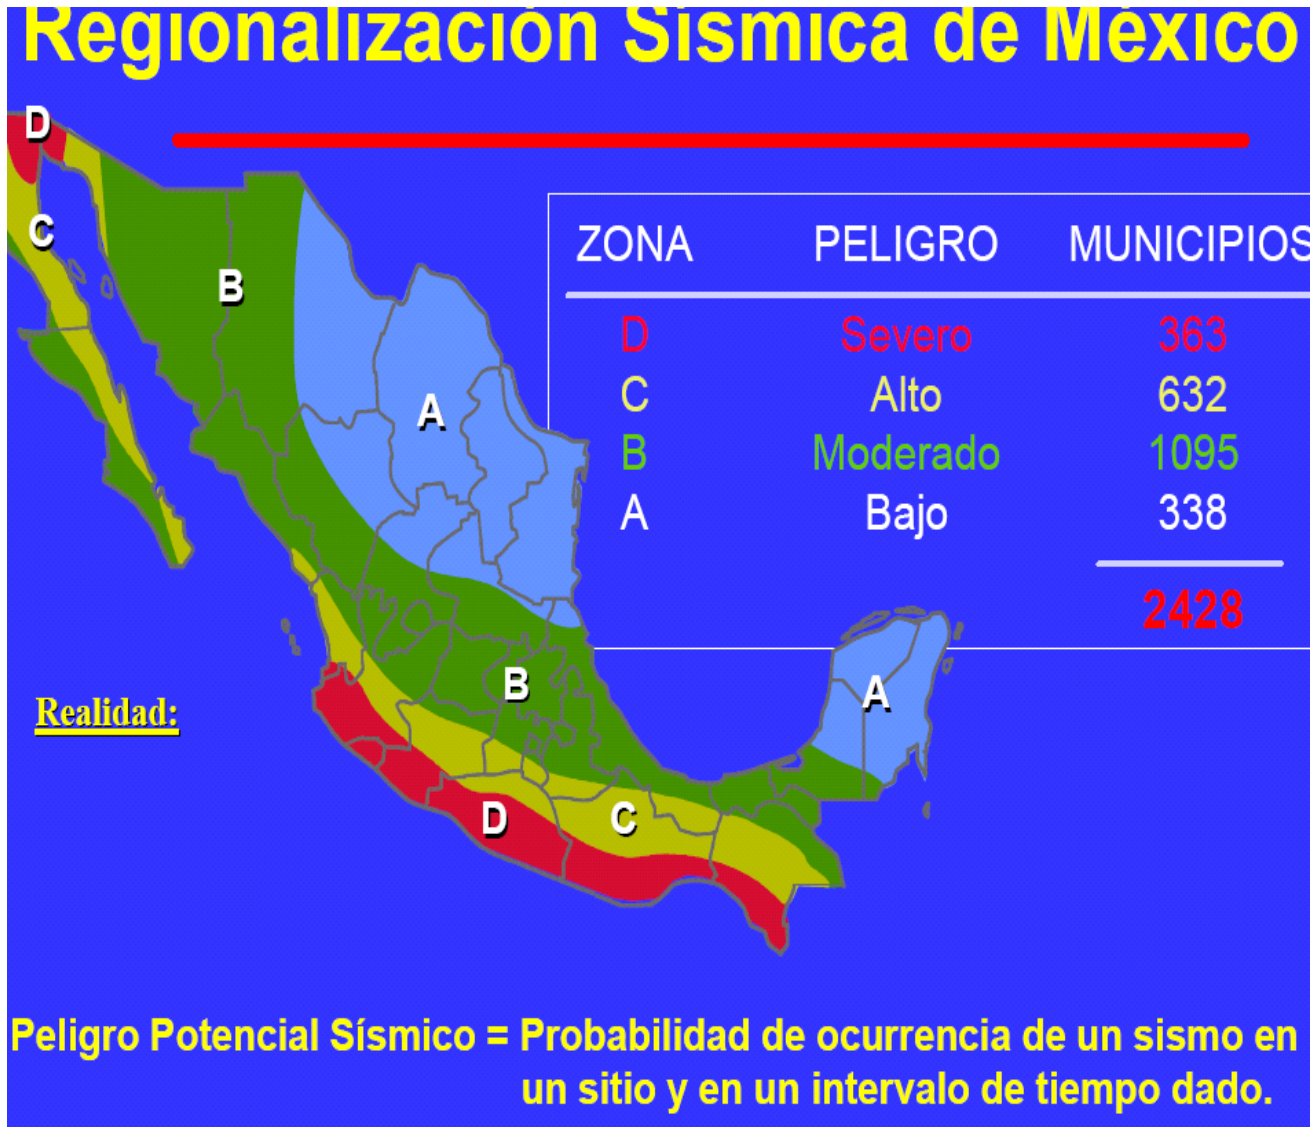 Regionalización Sísmica de México
D
C
B
A
B
A
D
C
ZONA PELIGRO MUNICIPIOS
D Severo 363
C Alto 632
B Moderado 1095
A Bajo 338
2428
Realidad:
Peligro Potencial Sísmico = Probabilidad de ocurrencia de un sismo en
un sitio y en un intervalo de tiempo dado.